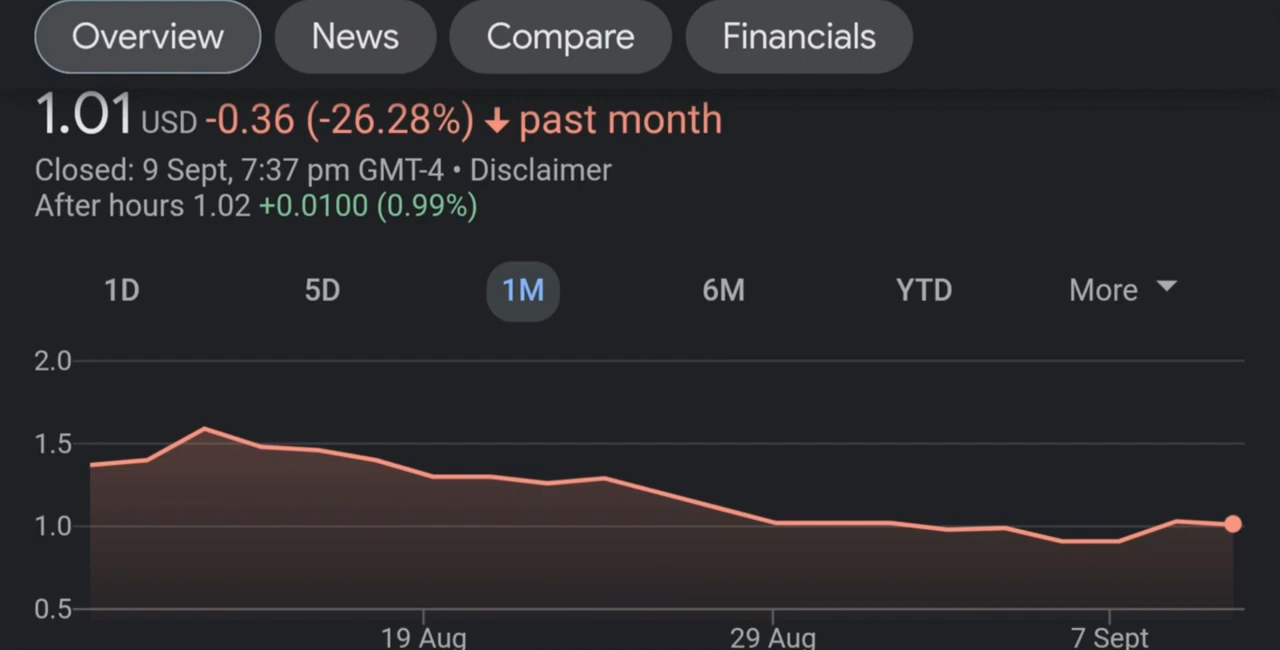 Overview News Compare Financials
1.01 USD -0.36 (-26.28%) ↓ past month
Closed: 9 Sept, 7:37 pm GMT-4 • Disclaimer
After hours 1.02 +0.0100 (0.99%)
1D 5D 1M 6M YTD More
2.0
1.5
1.0
0.5
19 Aug 29 Aug 7 Sept